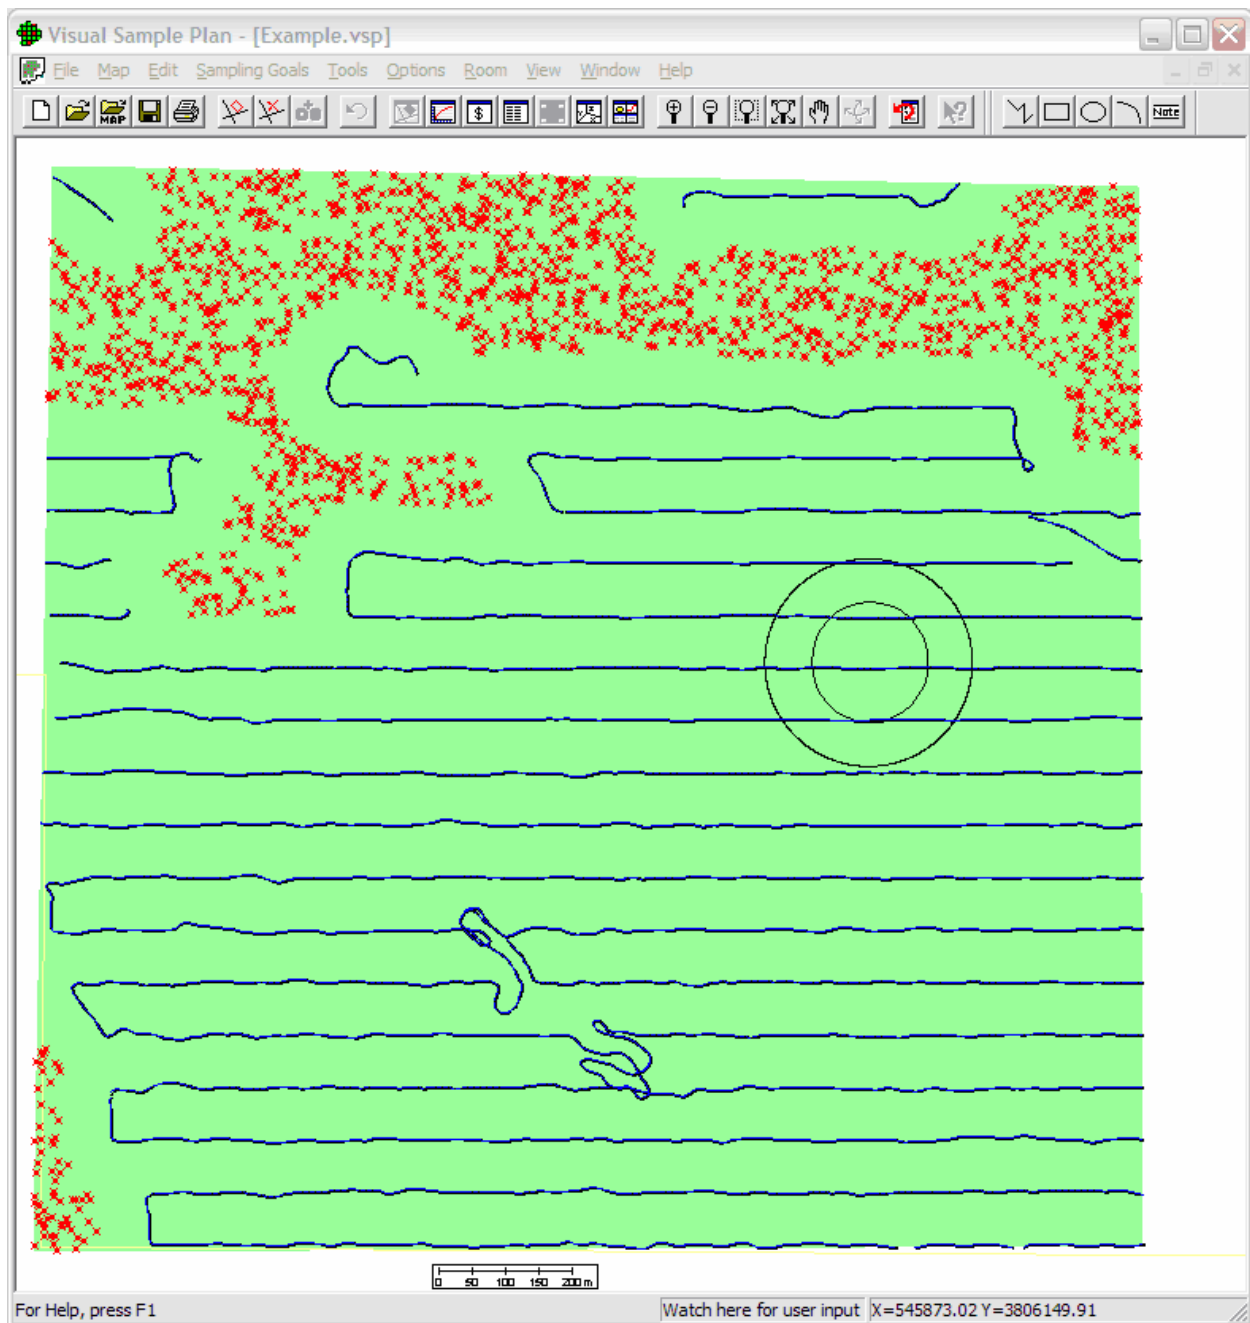 Visual Sample Plan - [Example.vsp]
File Map Edit Sampling Goals Tools Options Room View Window Help
MAP $ Note
0 50 100 150 200 m
For Help, press F1 Watch here for user input X=545873.02 Y=3806149.91